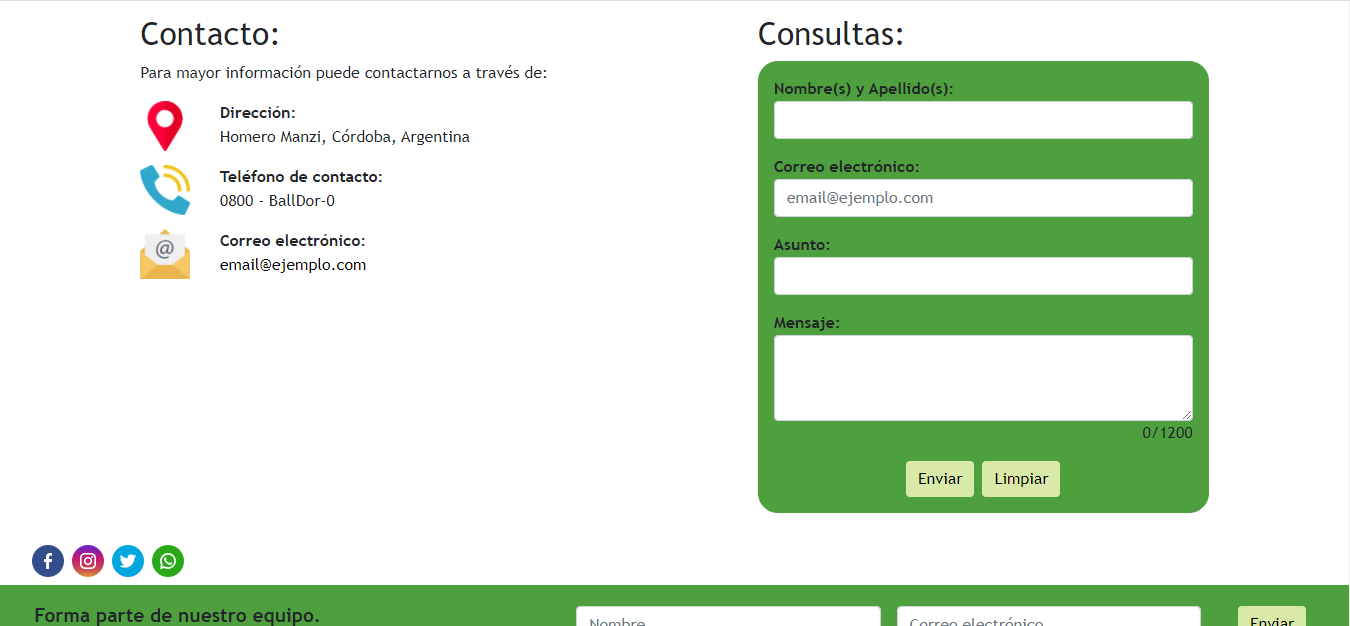 Contacto:
Para mayor información puede contactarnos a través de:
Dirección:
Homero Manzi, Córdoba, Argentina
Teléfono de contacto:
0800 - BallDor-0
@
Correo electrónico:
email@ejemplo.com
Consultas:
Nombre(s) y Apellido(s):
Correo electrónico:
email@ejemplo.com
Asunto:
Mensaje:
0/1200
Enviar Limpiar
Forma parte de nuestro equipo.
Nombre Correo electrónico Enviar